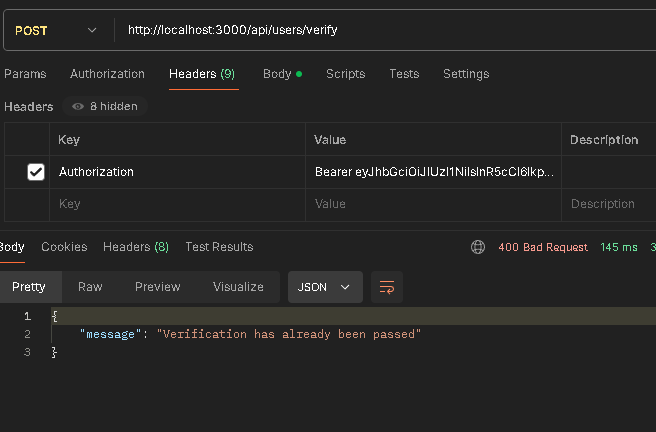 POST http://localhost:3000/api/users/verify
Params Authorization Headers (9) Body Scripts Tests Settings
Headers 8 hidden
Key Value Description
Authorization Bearer eyJhbGciOiJIUzI1NiIsInR5cCI6Ikp...
Key Value Description
Body Cookies Headers (8) Test Results 400 Bad Request 145 ms 3
Pretty Raw Preview Visualize JSON
1 {
2 "message": "Verification has already been passed"
3 }